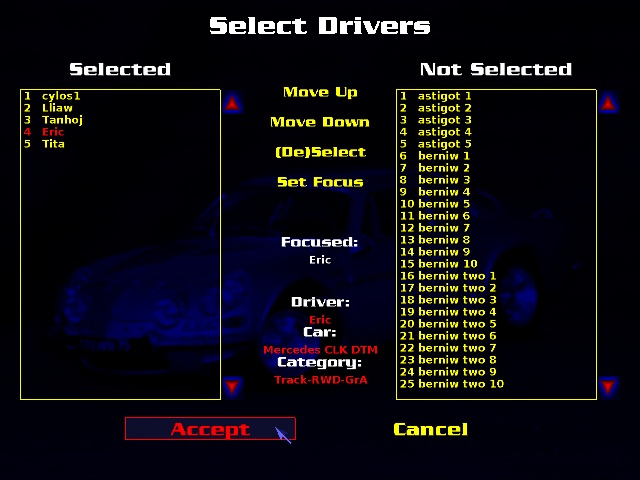 Select Drivers
Selected
Not Selected
1 cylos1
2 Lliaw
3 Tanhoj
4 Eric
5 Tita
Move Up
Move Down
(De)Select
Set Focus
Focused:
Eric
Driver:
Eric
Car:
Mercedes CLK DTM
Category:
Track-RWD-GrA
1 astigot 1
2 astigot 2
3 astigot 3
4 astigot 4
5 astigot 5
6 berniw 1
7 berniw 2
8 berniw 3
9 berniw 4
10 berniw 5
11 berniw 6
12 berniw 7
13 berniw 8
14 berniw 9
15 berniw 10
16 berniw two 1
17 berniw two 2
18 berniw two 3
19 berniw two 4
20 berniw two 5
21 berniw two 6
22 berniw two 7
23 berniw two 8
24 berniw two 9
25 berniw two 10
Accept
Cancel